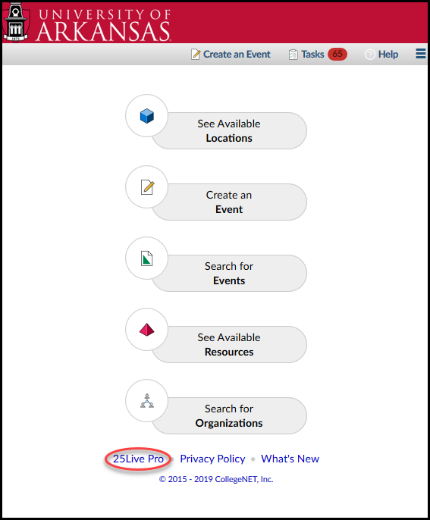 UNIVERSITY OF
ARKANSAS
Create an Event Tasks 65 Help
See Available
Locations
Create an
Event
Search for
Events
See Available
Resources
Search for
Organizations
25Live Pro • Privacy Policy • What's New
© 2015 - 2019 CollegeNET, Inc.